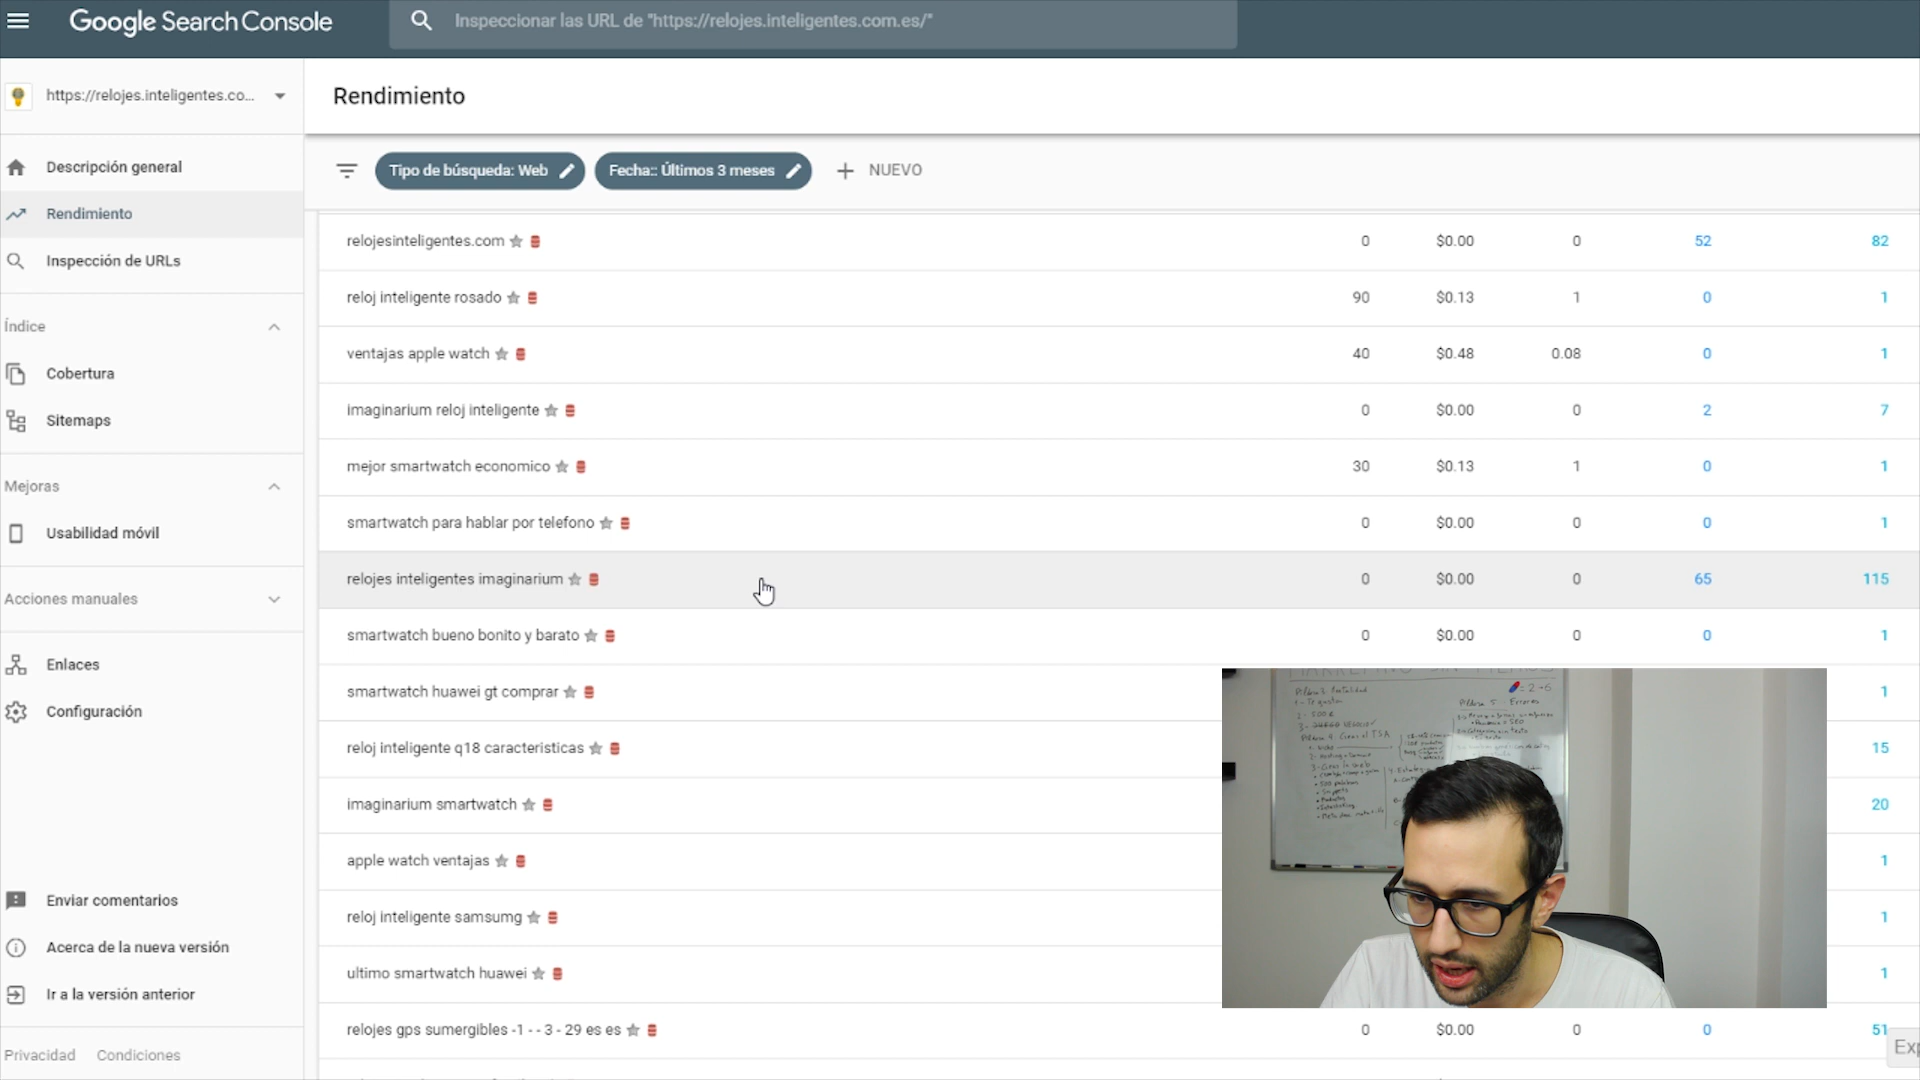 Google Search Console
Inspeccionar las URL de "https://relojes.inteligentes.com.es/"
https://relojes.inteligentes.co...
Descripción general
Rendimiento
Inspección de URLs
Índice
Cobertura
Sitemaps
Mejoras
Usabilidad móvil
Acciones manuales
Enlaces
Configuración
Enviar comentarios
Acerca de la nueva versión
Ir a la versión anterior
Privacidad Condiciones
Rendimiento
Tipo de búsqueda: Web Fecha:: Últimos 3 meses + NUEVO
relojesinteligentes.com 0 $0.00 0 52 82
reloj inteligente rosado 90 $0.13 1 0 1
ventajas apple watch 40 $0.48 0.08 0 1
imaginarium reloj inteligente 0 $0.00 0 2 7
mejor smartwatch economico 30 $0.13 1 0 1
smartwatch para hablar por telefono 0 $0.00 0 0 1
relojes inteligentes imaginarium 0 $0.00 0 65 115
smartwatch bueno bonito y barato 0 $0.00 0 0 1
smartwatch huawei gt comprar 1
reloj inteligente q18 caracteristicas 15
imaginarium smartwatch 20
apple watch ventajas 1
reloj inteligente samsumg 1
ultimo smartwatch huawei 1
relojes gps sumergibles -1 - - 3 - 29 es es 0 $0.00 0 0 51
Exp